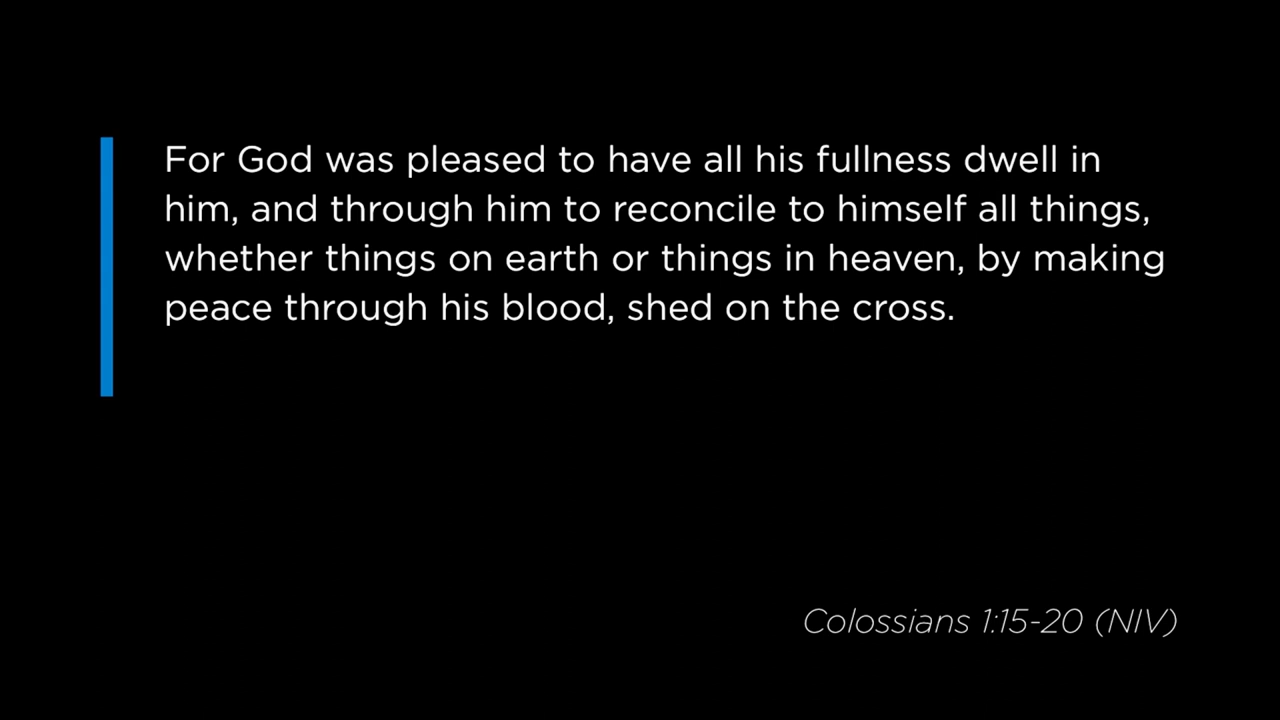 For God was pleased to have all his fullness dwell in
him, and through him to reconcile to himself all things,
whether things on earth or things in heaven, by making
peace through his blood, shed on the cross.
Colossians 1:15-20 (NIV)